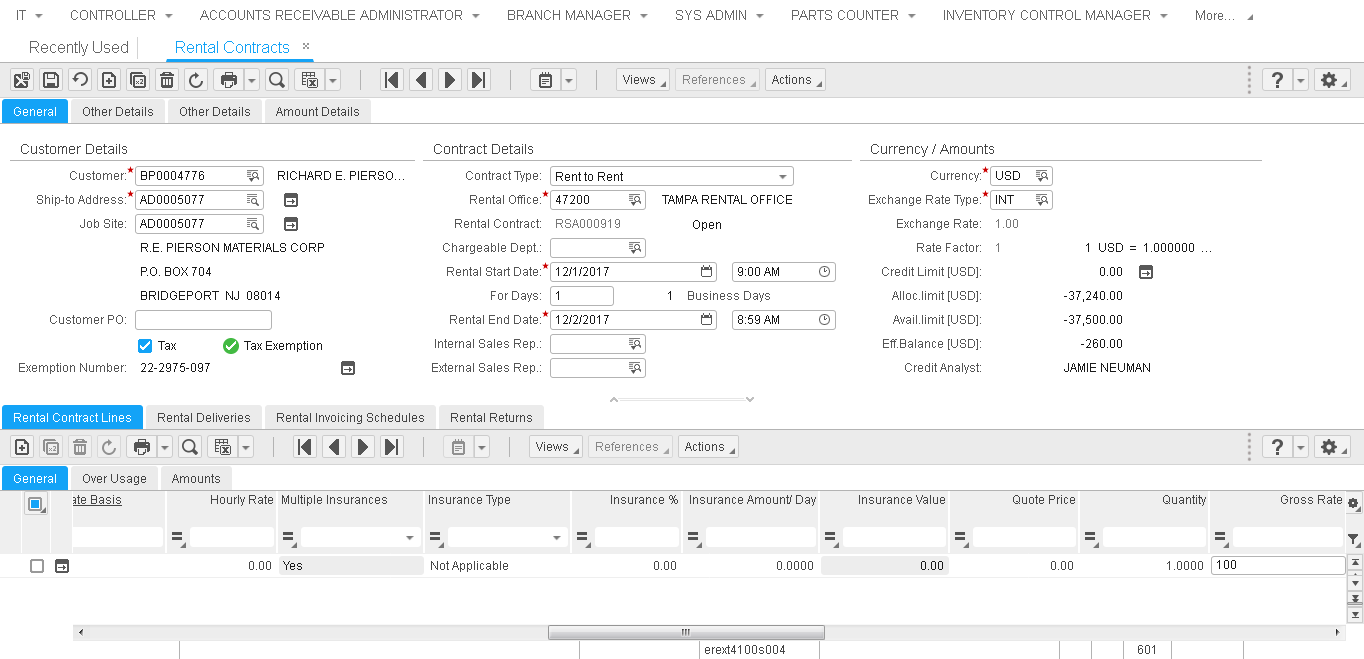 IT CONTROLLER ACCOUNTS RECEIVABLE ADMINISTRATOR BRANCH MANAGER SYS ADMIN PARTS COUNTER INVENTORY CONTROL MANAGER More...
Recently Used Rental Contracts ×
Views References Actions ?
General Other Details Other Details Amount Details
Customer Details Contract Details Currency / Amounts
Customer:* BP0004776 RICHARD E. PIERSO... Contract Type: Rent to Rent Currency:* USD
Ship-to Address:* AD0005077 Rental Office:* 47200 TAMPA RENTAL OFFICE Exchange Rate Type:* INT
Job Site: AD0005077 Rental Contract: RSA000919 Open Exchange Rate: 1.00
R.E. PIERSON MATERIALS CORP Chargeable Dept.: Rate Factor: 1 1 USD = 1.000000 ...
P.O. BOX 704 Rental Start Date:* 12/1/2017 9:00 AM Credit Limit [USD]: 0.00
BRIDGEPORT NJ 08014 For Days: 1 1 Business Days Alloc.limit [USD]: -37,240.00
Customer PO: Rental End Date:* 12/2/2017 8:59 AM Avail.limit [USD]: -37,500.00
Tax Tax Exemption Internal Sales Rep.: Eff.Balance [USD]: -260.00
Exemption Number: 22-2975-097 External Sales Rep.: Credit Analyst: JAMIE NEUMAN
Rental Contract Lines Rental Deliveries Rental Invoicing Schedules Rental Returns
Views References Actions ?
General Over Usage Amounts
ate Basis Hourly Rate Multiple Insurances Insurance Type Insurance % Insurance Amount/ Day Insurance Value Quote Price Quantity Gross Rate
0.00 Yes Not Applicable 0.00 0.0000 0.00 0.00 1.0000 100
erext4100s004 601